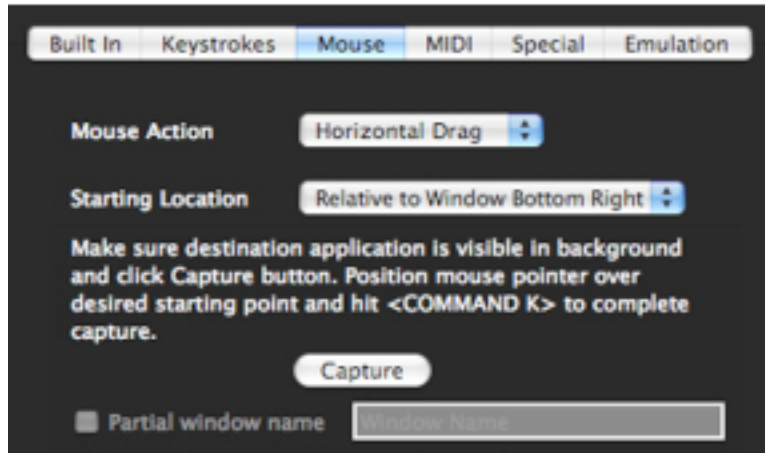 Built In Keystrokes Mouse MIDI Special Emulation
Mouse Action Horizontal Drag
Starting Location Relative to Window Bottom Right
Make sure destination application is visible in background
and click Capture button. Position mouse pointer over
desired starting point and hit <COMMAND K> to complete
capture.
Capture
Partial window name Window Name